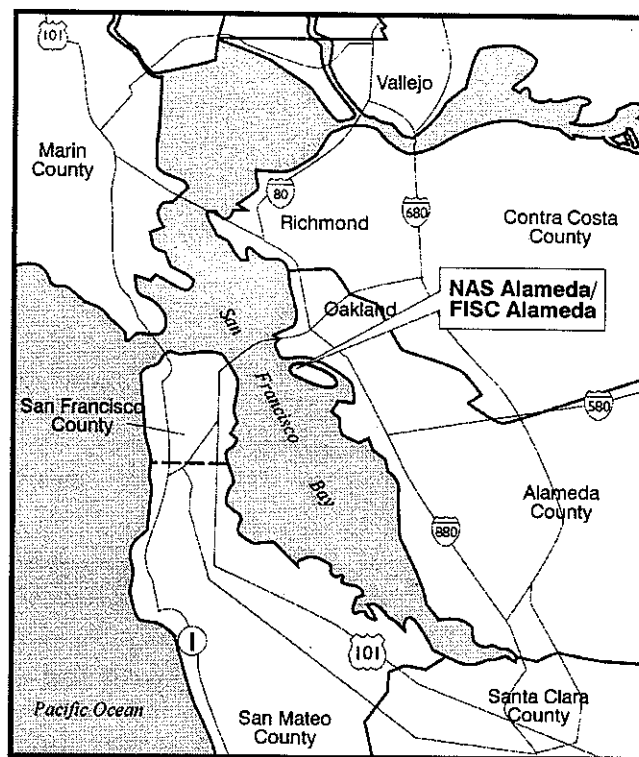 101
Vallejo
Marin
County
80
Richmond
680
Contra Costa
County
NAS Alameda/
FISC Alameda
Oakland
San
Francisco
Bay
San Francisco
County
580
Alameda
County
880
1
101
Pacific Ocean
San Mateo
County
Santa Clara
County